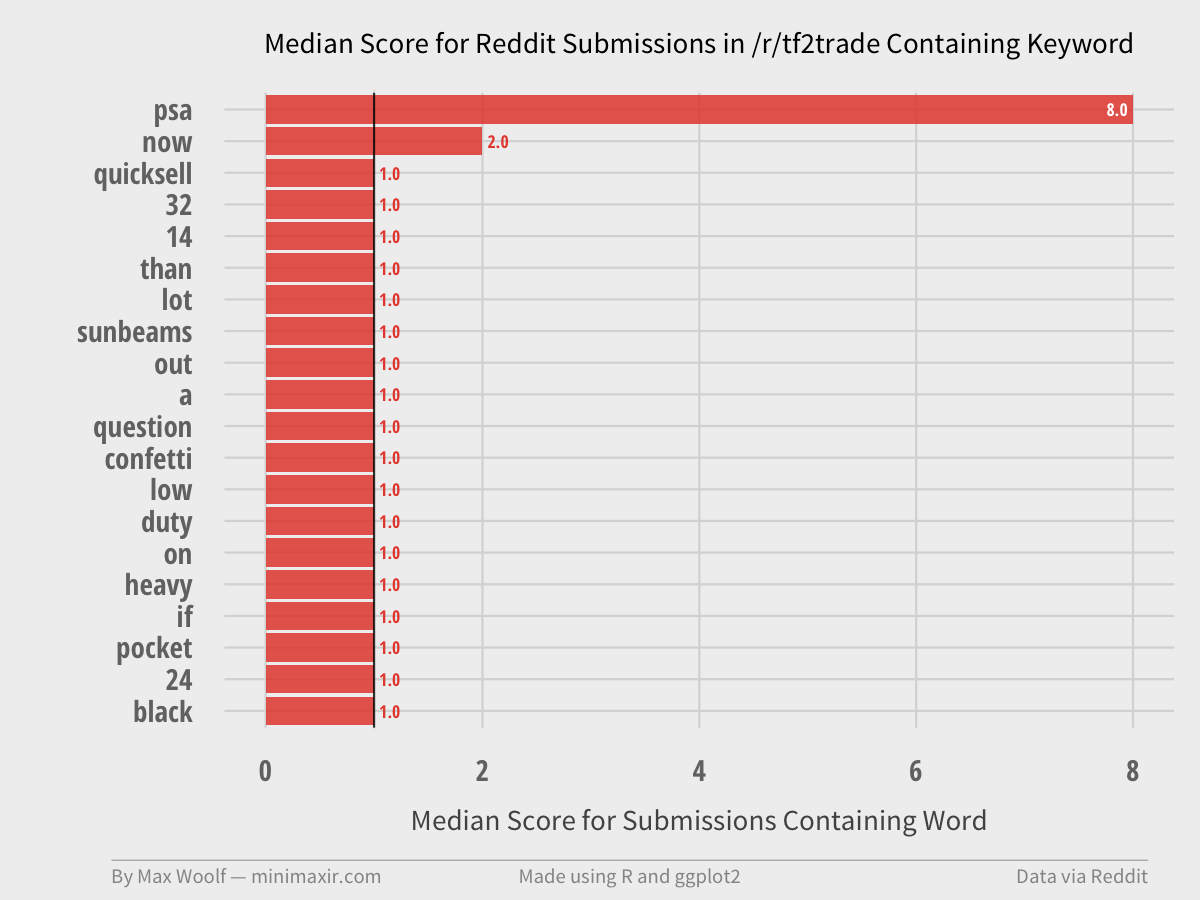 Median Score for Reddit Submissions in /r/tf2trade Containing Keyword
psa 8.0
now 2.0
quicksell 1.0
32 1.0
14 1.0
than 1.0
lot 1.0
sunbeams 1.0
out 1.0
a 1.0
question 1.0
confetti 1.0
low 1.0
duty 1.0
on 1.0
heavy 1.0
if 1.0
pocket 1.0
24 1.0
black 1.0
0 2 4 6 8
Median Score for Submissions Containing Word
By Max Woolf — minimaxir.com Made using R and ggplot2 Data via Reddit